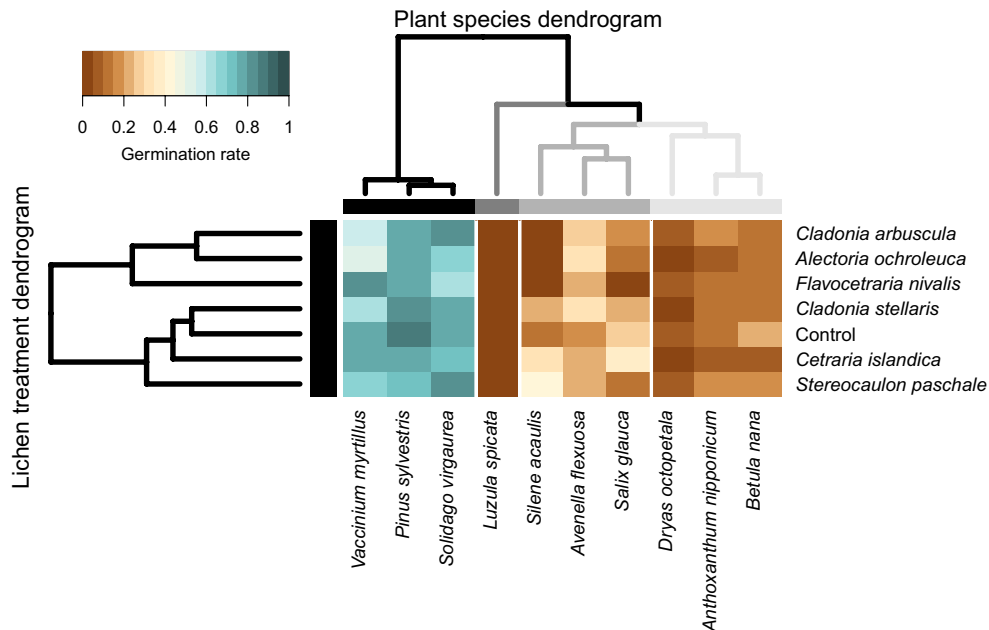 Plant species dendrogram
0 0.2 0.4 0.6 0.8 1
Germination rate
Lichen treatment dendrogram
Cladonia arbuscula
Alectoria ochroleuca
Flavocetraria nivalis
Cladonia stellaris
Control
Cetraria islandica
Stereocaulon paschale
Vaccinium myrtillus
Pinus sylvestris
Solidago virgaurea
Luzula spicata
Silene acaulis
Avenella flexuosa
Salix glauca
Dryas octopetala
Anthoxanthum nipponicum
Betula nana